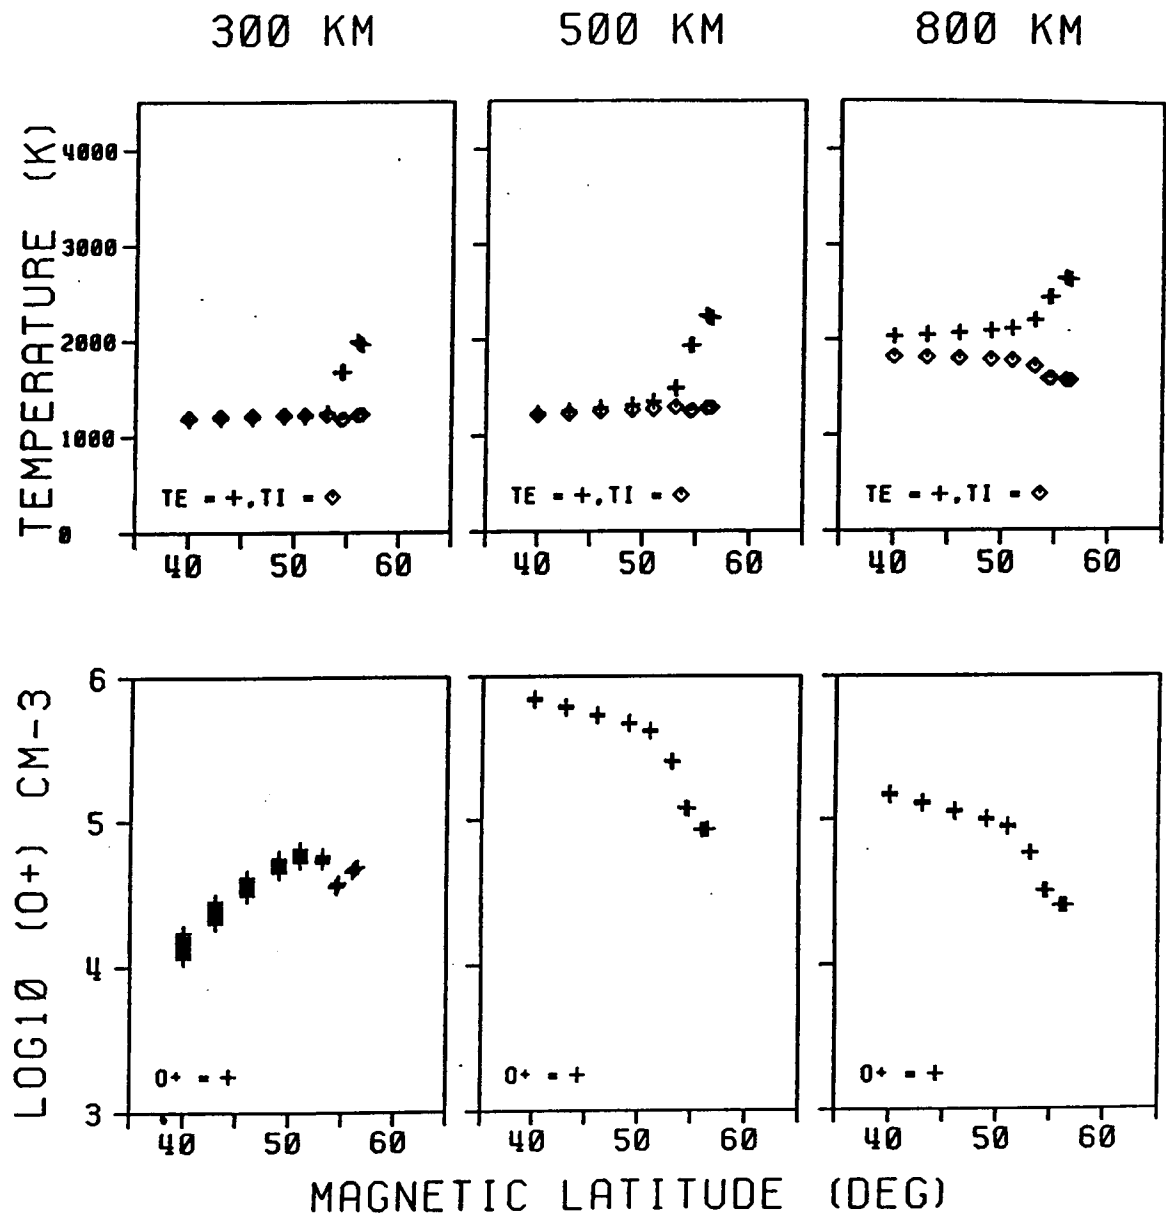 300 KM 500 KM 800 KM
TEMPERATURE (K)
4000
3000
2000
1000
0
TE = +, TI = ◇
TE = +, TI = ◇
TE = +, TI = ◇
40 50 60
40 50 60
40 50 60
LOG10 (O+) CM-3
6
5
4
3
O+ = +
O+ = +
O+ = +
40 50 60
40 50 60
40 50 60
MAGNETIC LATITUDE (DEG)